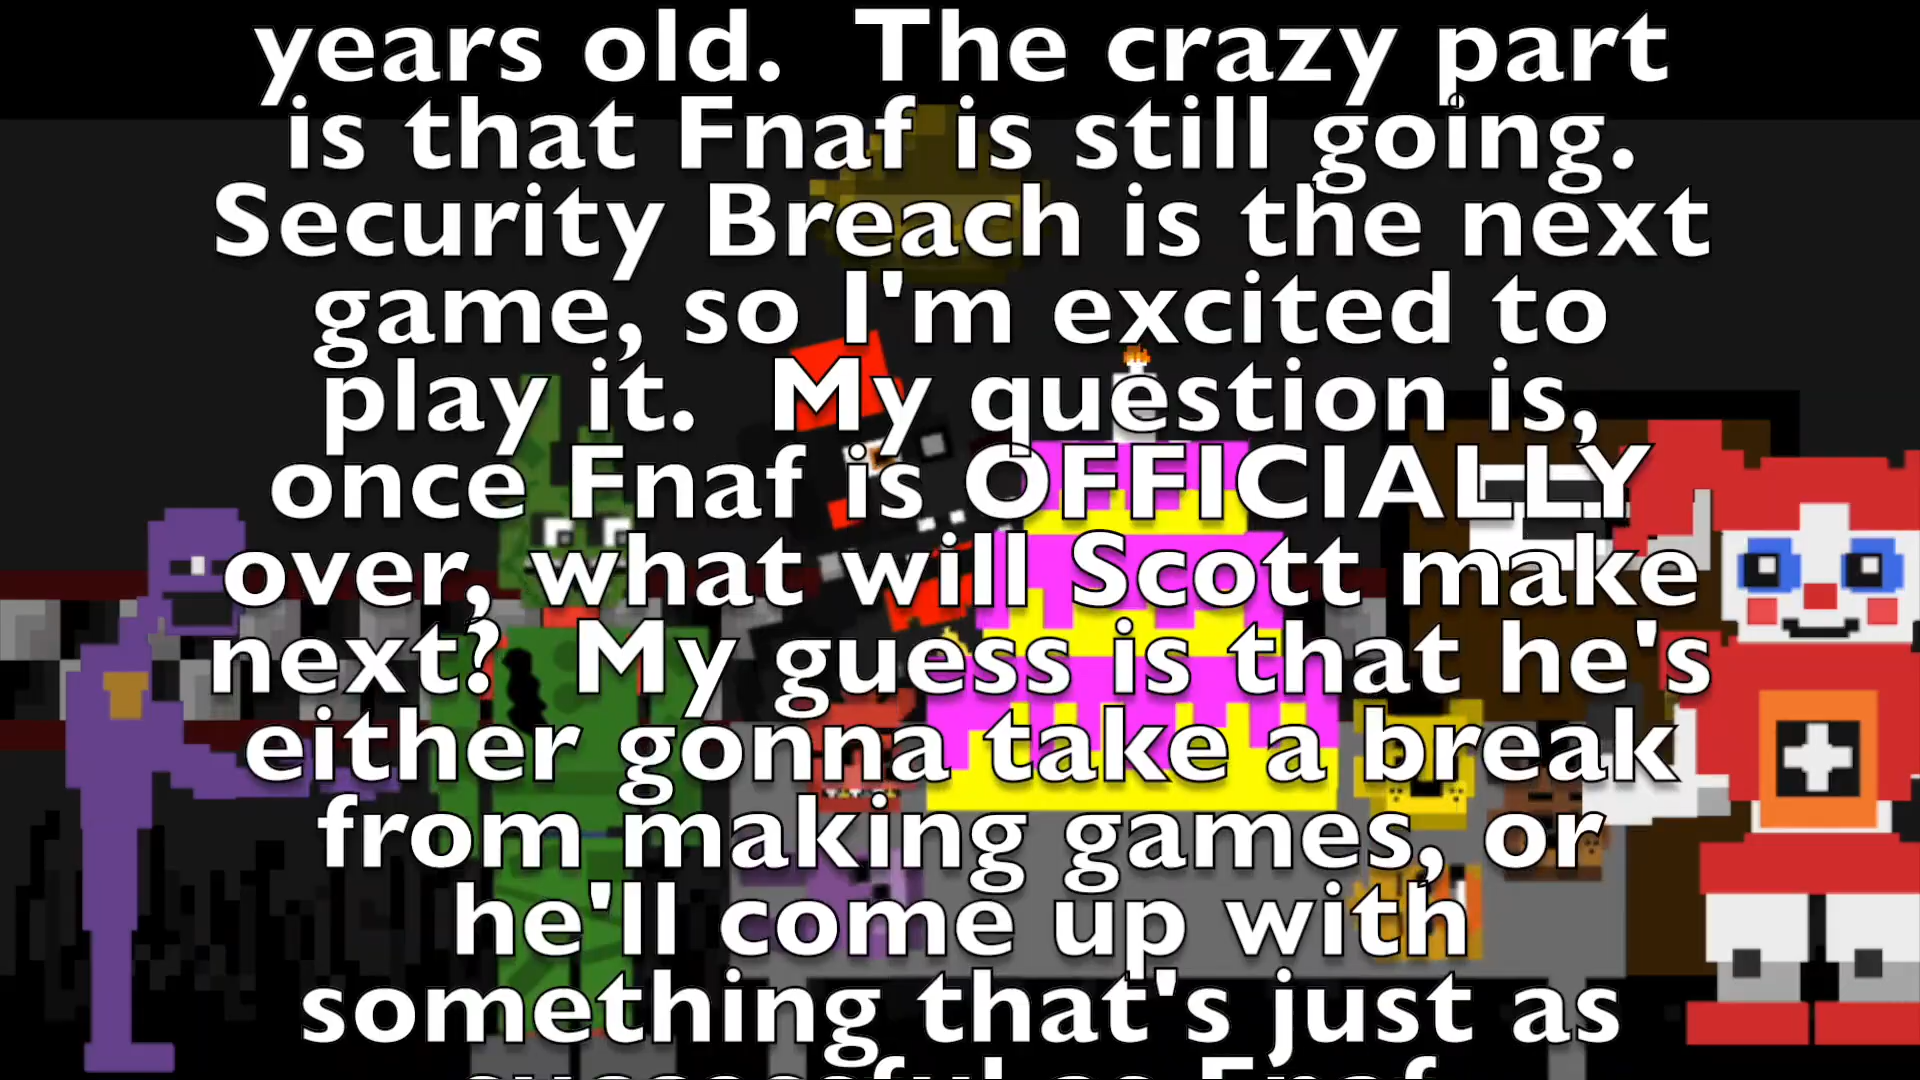 years old.  The crazy part
is that Fnaf is still going.
Security Breach is the next
game, so I'm excited to
play it.  My question is,
once Fnaf is OFFICIALLY
over, what will Scott make
next?  My guess is that he's
either gonna take a break
from making games, or
he'll come up with
something that's just as
successful as Fnaf